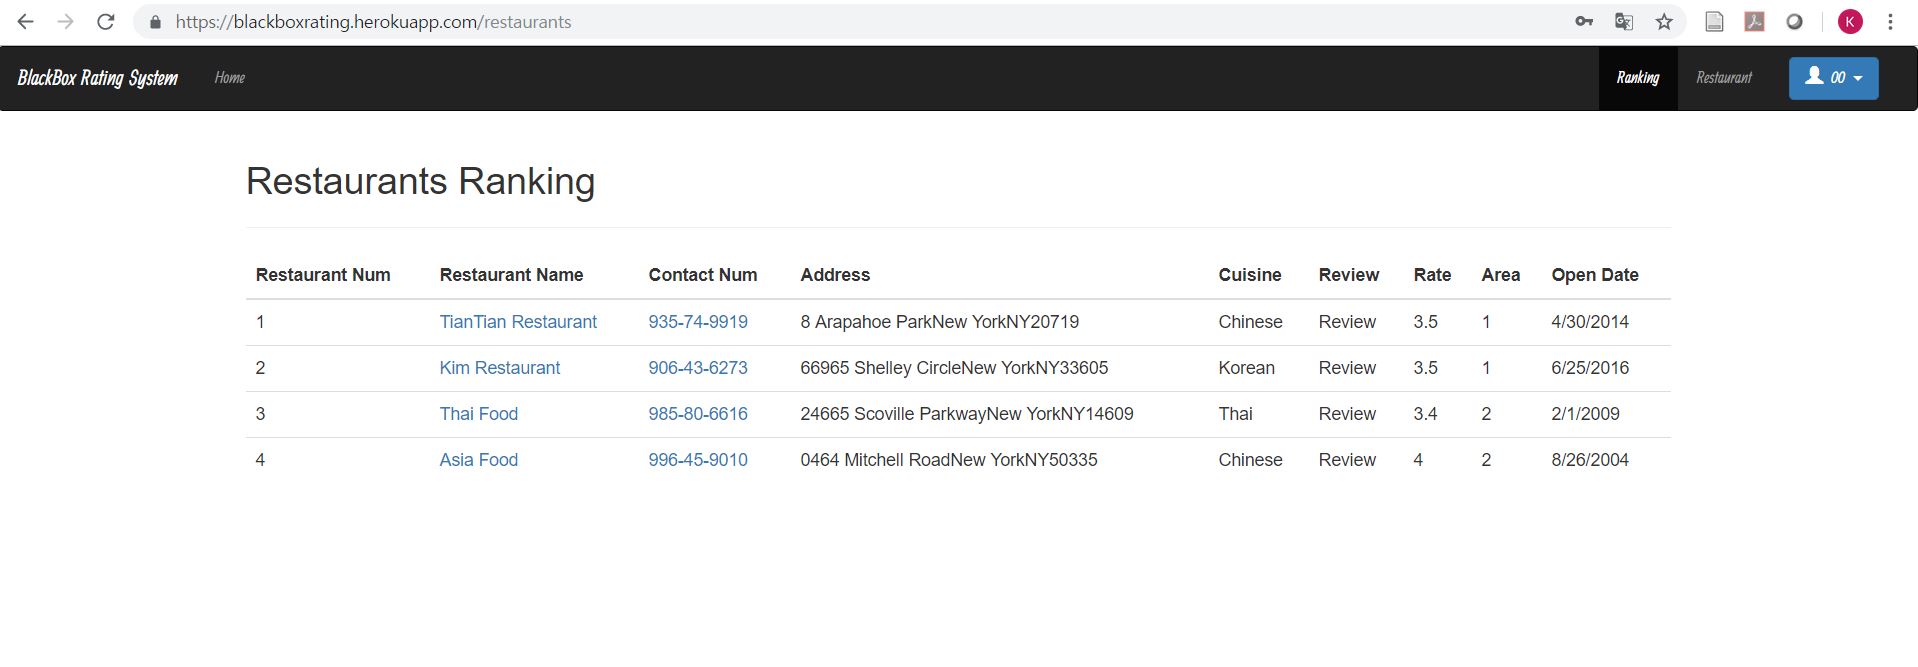 https://blackboxrating.herokuapp.com/restaurants K
BlackBox Rating System Home Ranking Restaurant 00
Restaurants Ranking
Restaurant Num Restaurant Name Contact Num Address Cuisine Review Rate Area Open Date
1 TianTian Restaurant 935-74-9919 8 Arapahoe ParkNew YorkNY20719 Chinese Review 3.5 1 4/30/2014
2 Kim Restaurant 906-43-6273 66965 Shelley CircleNew YorkNY33605 Korean Review 3.5 1 6/25/2016
3 Thai Food 985-80-6616 24665 Scoville ParkwayNew YorkNY14609 Thai Review 3.4 2 2/1/2009
4 Asia Food 996-45-9010 0464 Mitchell RoadNew YorkNY50335 Chinese Review 4 2 8/26/2004